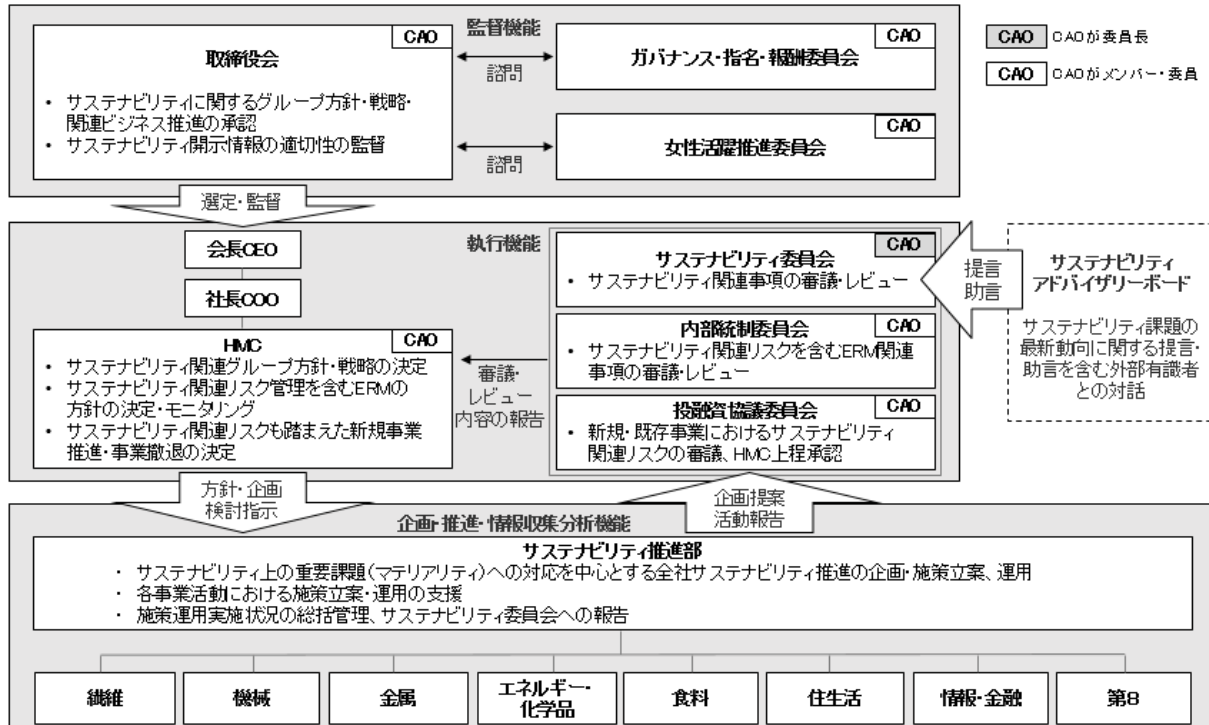 監督機能
取締役会
CAO
・ サステナビリティに関するグループ方針・戦略・
関連ビジネス推進の承認
・ サステナビリティ開示情報の適切性の監督
諮問
諮問
ガバナンス・指名・報酬委員会
CAO
女性活躍推進委員会
CAO
CAO CAOが委員長
CAO CAOがメンバー・委員
選定・監督
執行機能
会長CEO
社長COO
HMC
CAO
・ サステナビリティ関連グループ方針・戦略の決定
・ サステナビリティ関連リスク管理を含むERMの
方針の決定・モニタリング
・ サステナビリティ関連リスクも踏まえた新規事業
推進・事業撤退の決定
審議・
レビュー
内容の報告
サステナビリティ委員会
CAO
・ サステナビリティ関連事項の審議・レビュー
内部統制委員会
CAO
・ サステナビリティ関連リスクを含むERM関連
事項の審議・レビュー
投融資協議委員会
CAO
・ 新規・既存事業におけるサステナビリティ
関連リスクの審議、HMC上程承認
提言
助言
サステナビリティ
アドバイザリーボード
サステナビリティ課題の
最新動向に関する提言・
助言を含む外部有識者
との対話
方針・企画
検討指示
企画提案
活動報告
企画・推進・情報収集分析機能
サステナビリティ推進部
・ サステナビリティ上の重要課題(マテリアリティ)への対応を中心とする全社サステナビリティ推進の企画・施策立案、運用
・ 各事業活動における施策立案・運用の支援
・ 施策運用実施状況の総括管理、サステナビリティ委員会への報告
繊維
機械
金属
エネルギー・
化学品
食料
住生活
情報・金融
第8